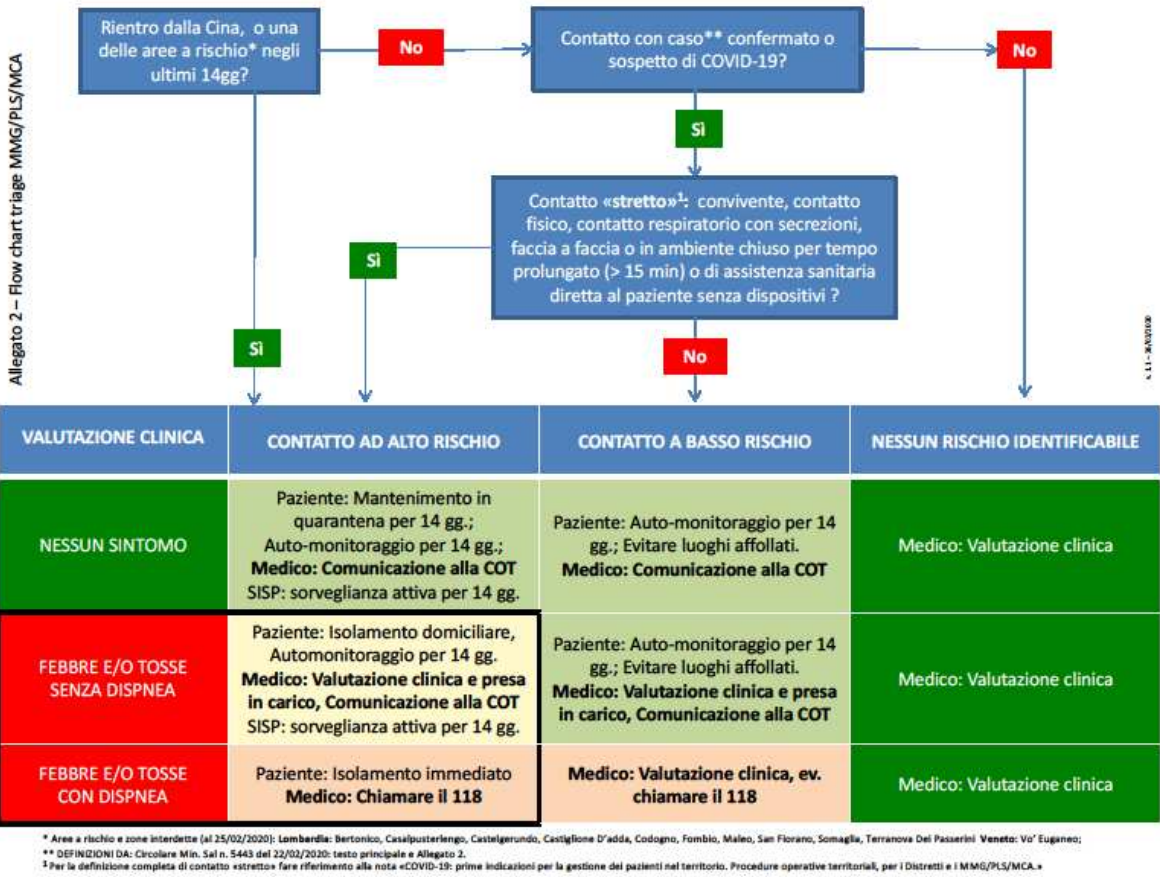 Allegato 2 – Flow chart triage MMG/PLS/MCA
Rientro dalla Cina, o una
delle aree a rischio* negli
ultimi 14gg?
No
Contatto con caso** confermato o
sospetto di COVID-19?
No
Sì
Contatto «stretto»¹: convivente, contatto
fisico, contatto respiratorio con secrezioni,
faccia a faccia o in ambiente chiuso per tempo
prolungato (> 15 min) o di assistenza sanitaria
diretta al paziente senza dispositivi ?
Sì
Sì
No
VALUTAZIONE CLINICA
CONTATTO AD ALTO RISCHIO
CONTATTO A BASSO RISCHIO
NESSUN RISCHIO IDENTIFICABILE
NESSUN SINTOMO
Paziente: Mantenimento in
quarantena per 14 gg.;
Auto-monitoraggio per 14 gg.;
Medico: Comunicazione alla COT
SISP: sorveglianza attiva per 14 gg.
Paziente: Auto-monitoraggio per 14
gg.; Evitare luoghi affollati.
Medico: Comunicazione alla COT
Medico: Valutazione clinica
FEBBRE E/O TOSSE
SENZA DISPNEA
Paziente: Isolamento domiciliare,
Automonitoraggio per 14 gg.
Medico: Valutazione clinica e presa
in carico, Comunicazione alla COT
SISP: sorveglianza attiva per 14 gg.
Paziente: Auto-monitoraggio per 14
gg.; Evitare luoghi affollati.
Medico: Valutazione clinica e presa
in carico, Comunicazione alla COT
Medico: Valutazione clinica
FEBBRE E/O TOSSE
CON DISPNEA
Paziente: Isolamento immediato
Medico: Chiamare il 118
Medico: Valutazione clinica, ev.
chiamare il 118
Medico: Valutazione clinica
* Aree a rischio e zone interdette (al 25/02/2020): Lombardia: Bertonico, Casalpusterlengo, Castelgerundo, Castiglione D'adda, Codogno, Fombio, Maleo, San Fiorano, Somaglia, Terranova Dei Passerini Veneto: Vo' Euganeo;
** DEFINIZIONI DA: Circolare Min. Sal n. 5443 del 22/02/2020: testo principale e Allegato 2.
¹ Per la definizione completa di contatto «stretto» fare riferimento alla nota «COVID-19: prime indicazioni per la gestione dei pazienti nel territorio. Procedure operative territoriali, per i Distretti e i MMG/PLS/MCA.»